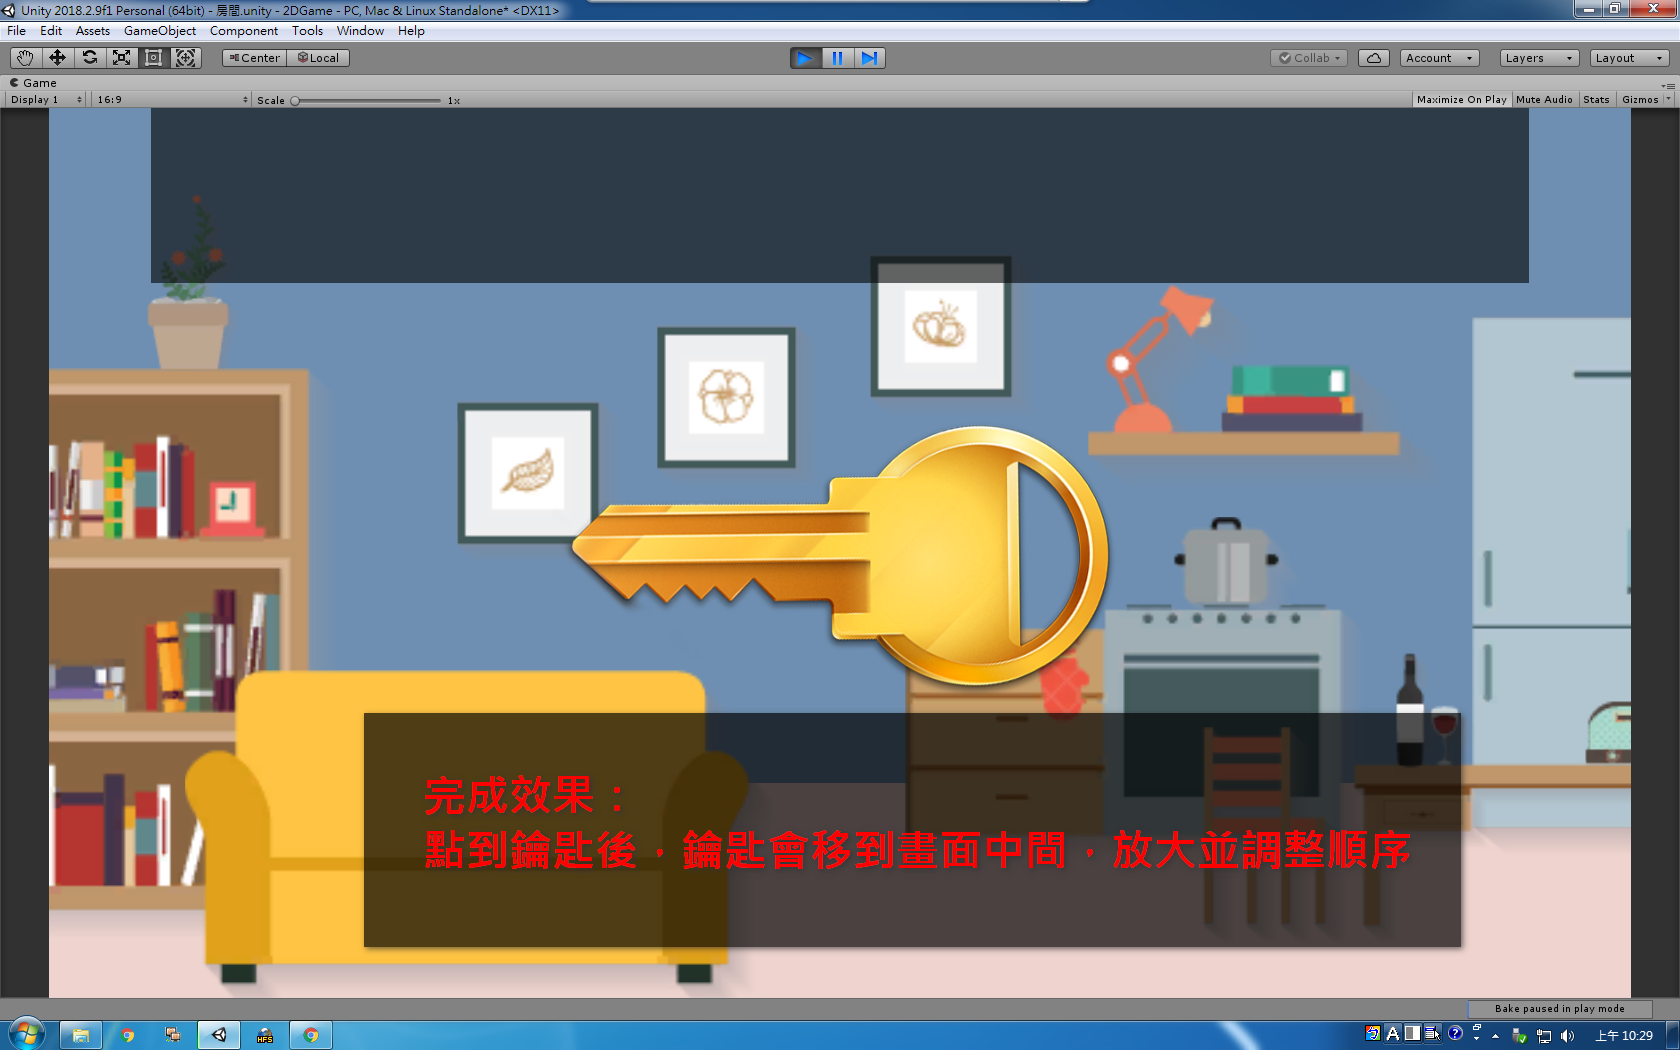 Unity 2018.2.9f1 Personal (64bit) - 房間.unity - 2DGame - PC, Mac & Linux Standalone* <DX11>
File Edit Assets GameObject Component Tools Window Help
Center Local Collab Account Layers Layout
Game
Display 1 16:9 Scale 1x Maximize On Play Mute Audio Stats Gizmos
完成效果：
點到鑰匙後，鑰匙會移到畫面中間，放大並調整順序
Bake paused in play mode
HFS A 上午 10:29